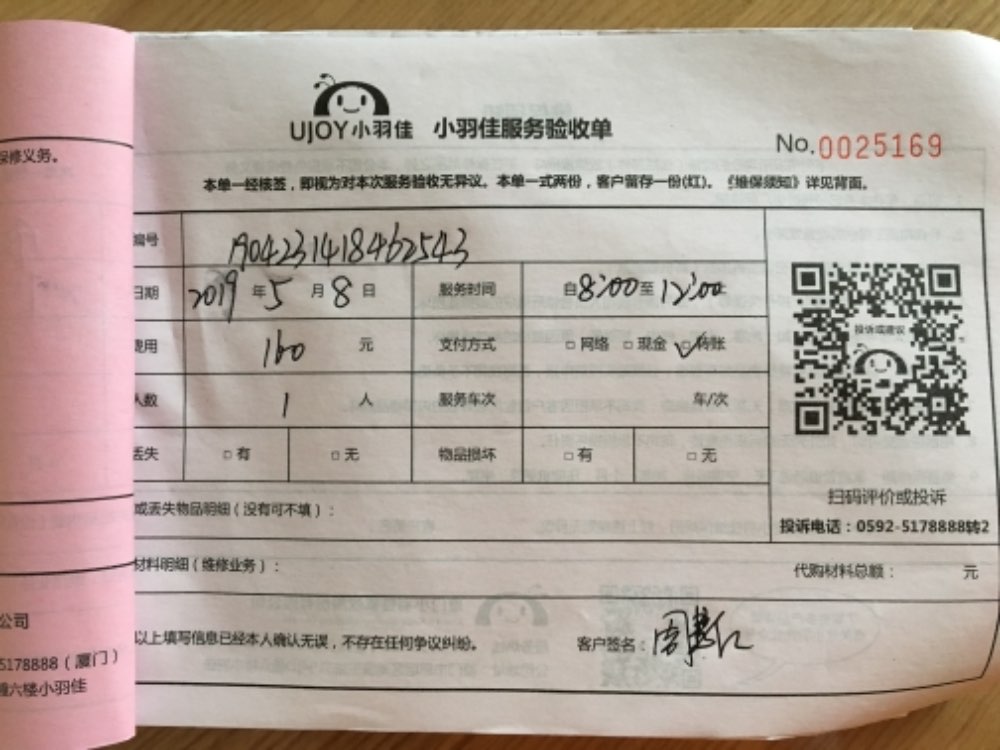 UJOY小羽佳 小羽佳服务验收单
No.0025169
本单一经核签，即视为对本次服务验收无异议。本单一式两份，客户留存一份(红)。《维保须知》详见背面。
编号 A04231418462543
日期 2019年5月8日 服务时间 自8:00至12:00
费用 160元 支付方式 □网络 □现金 □转账
人数 1人 服务车次 车/次
丢失 □有 □无 物品损坏 □有 □无
投诉或建议
扫码评价或投诉
投诉电话：0592-5178888转2
或丢失物品明细（没有可不填）：
材料明细（维修业务）： 代购材料总额： 元
以上填写信息已经本人确认无误，不存在任何争议纠纷。 客户签名：周
保修义务。
公司
5178888（厦门）
六楼小羽佳